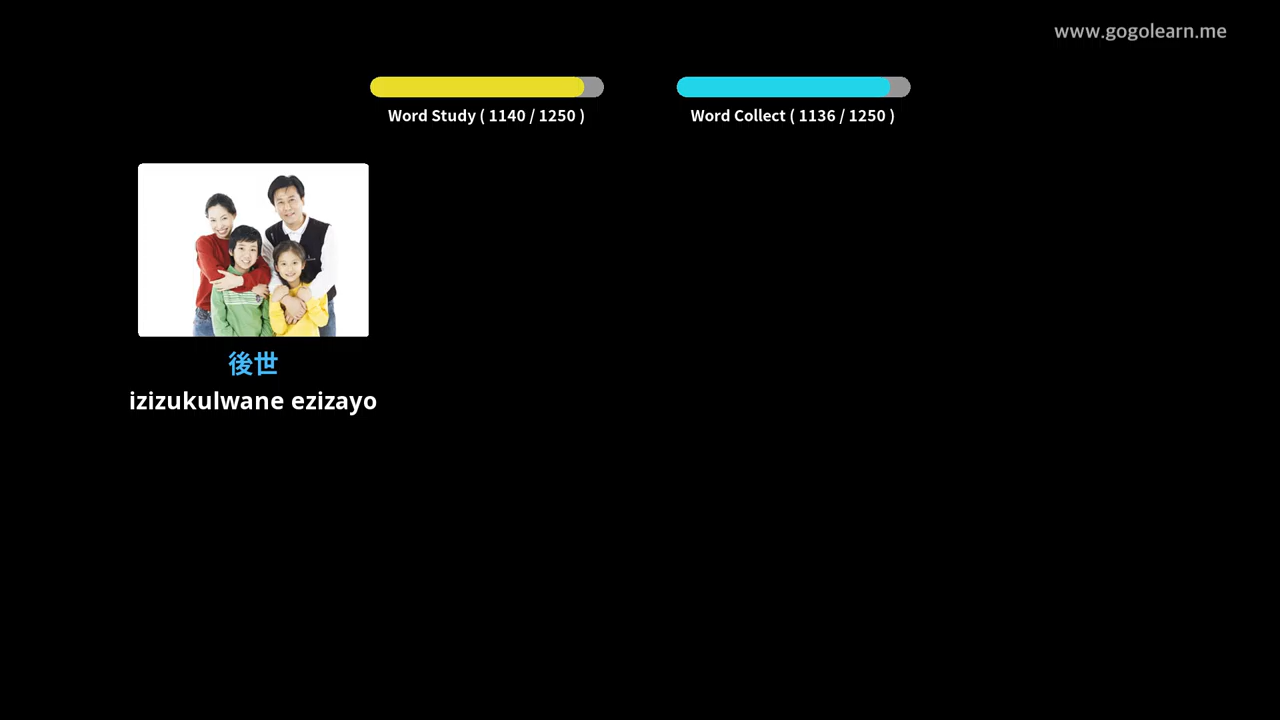 www.gogolearn.me
Word Study ( 1140 / 1250 )
Word Collect ( 1136 / 1250 )
後世
izizukulwane ezizayo